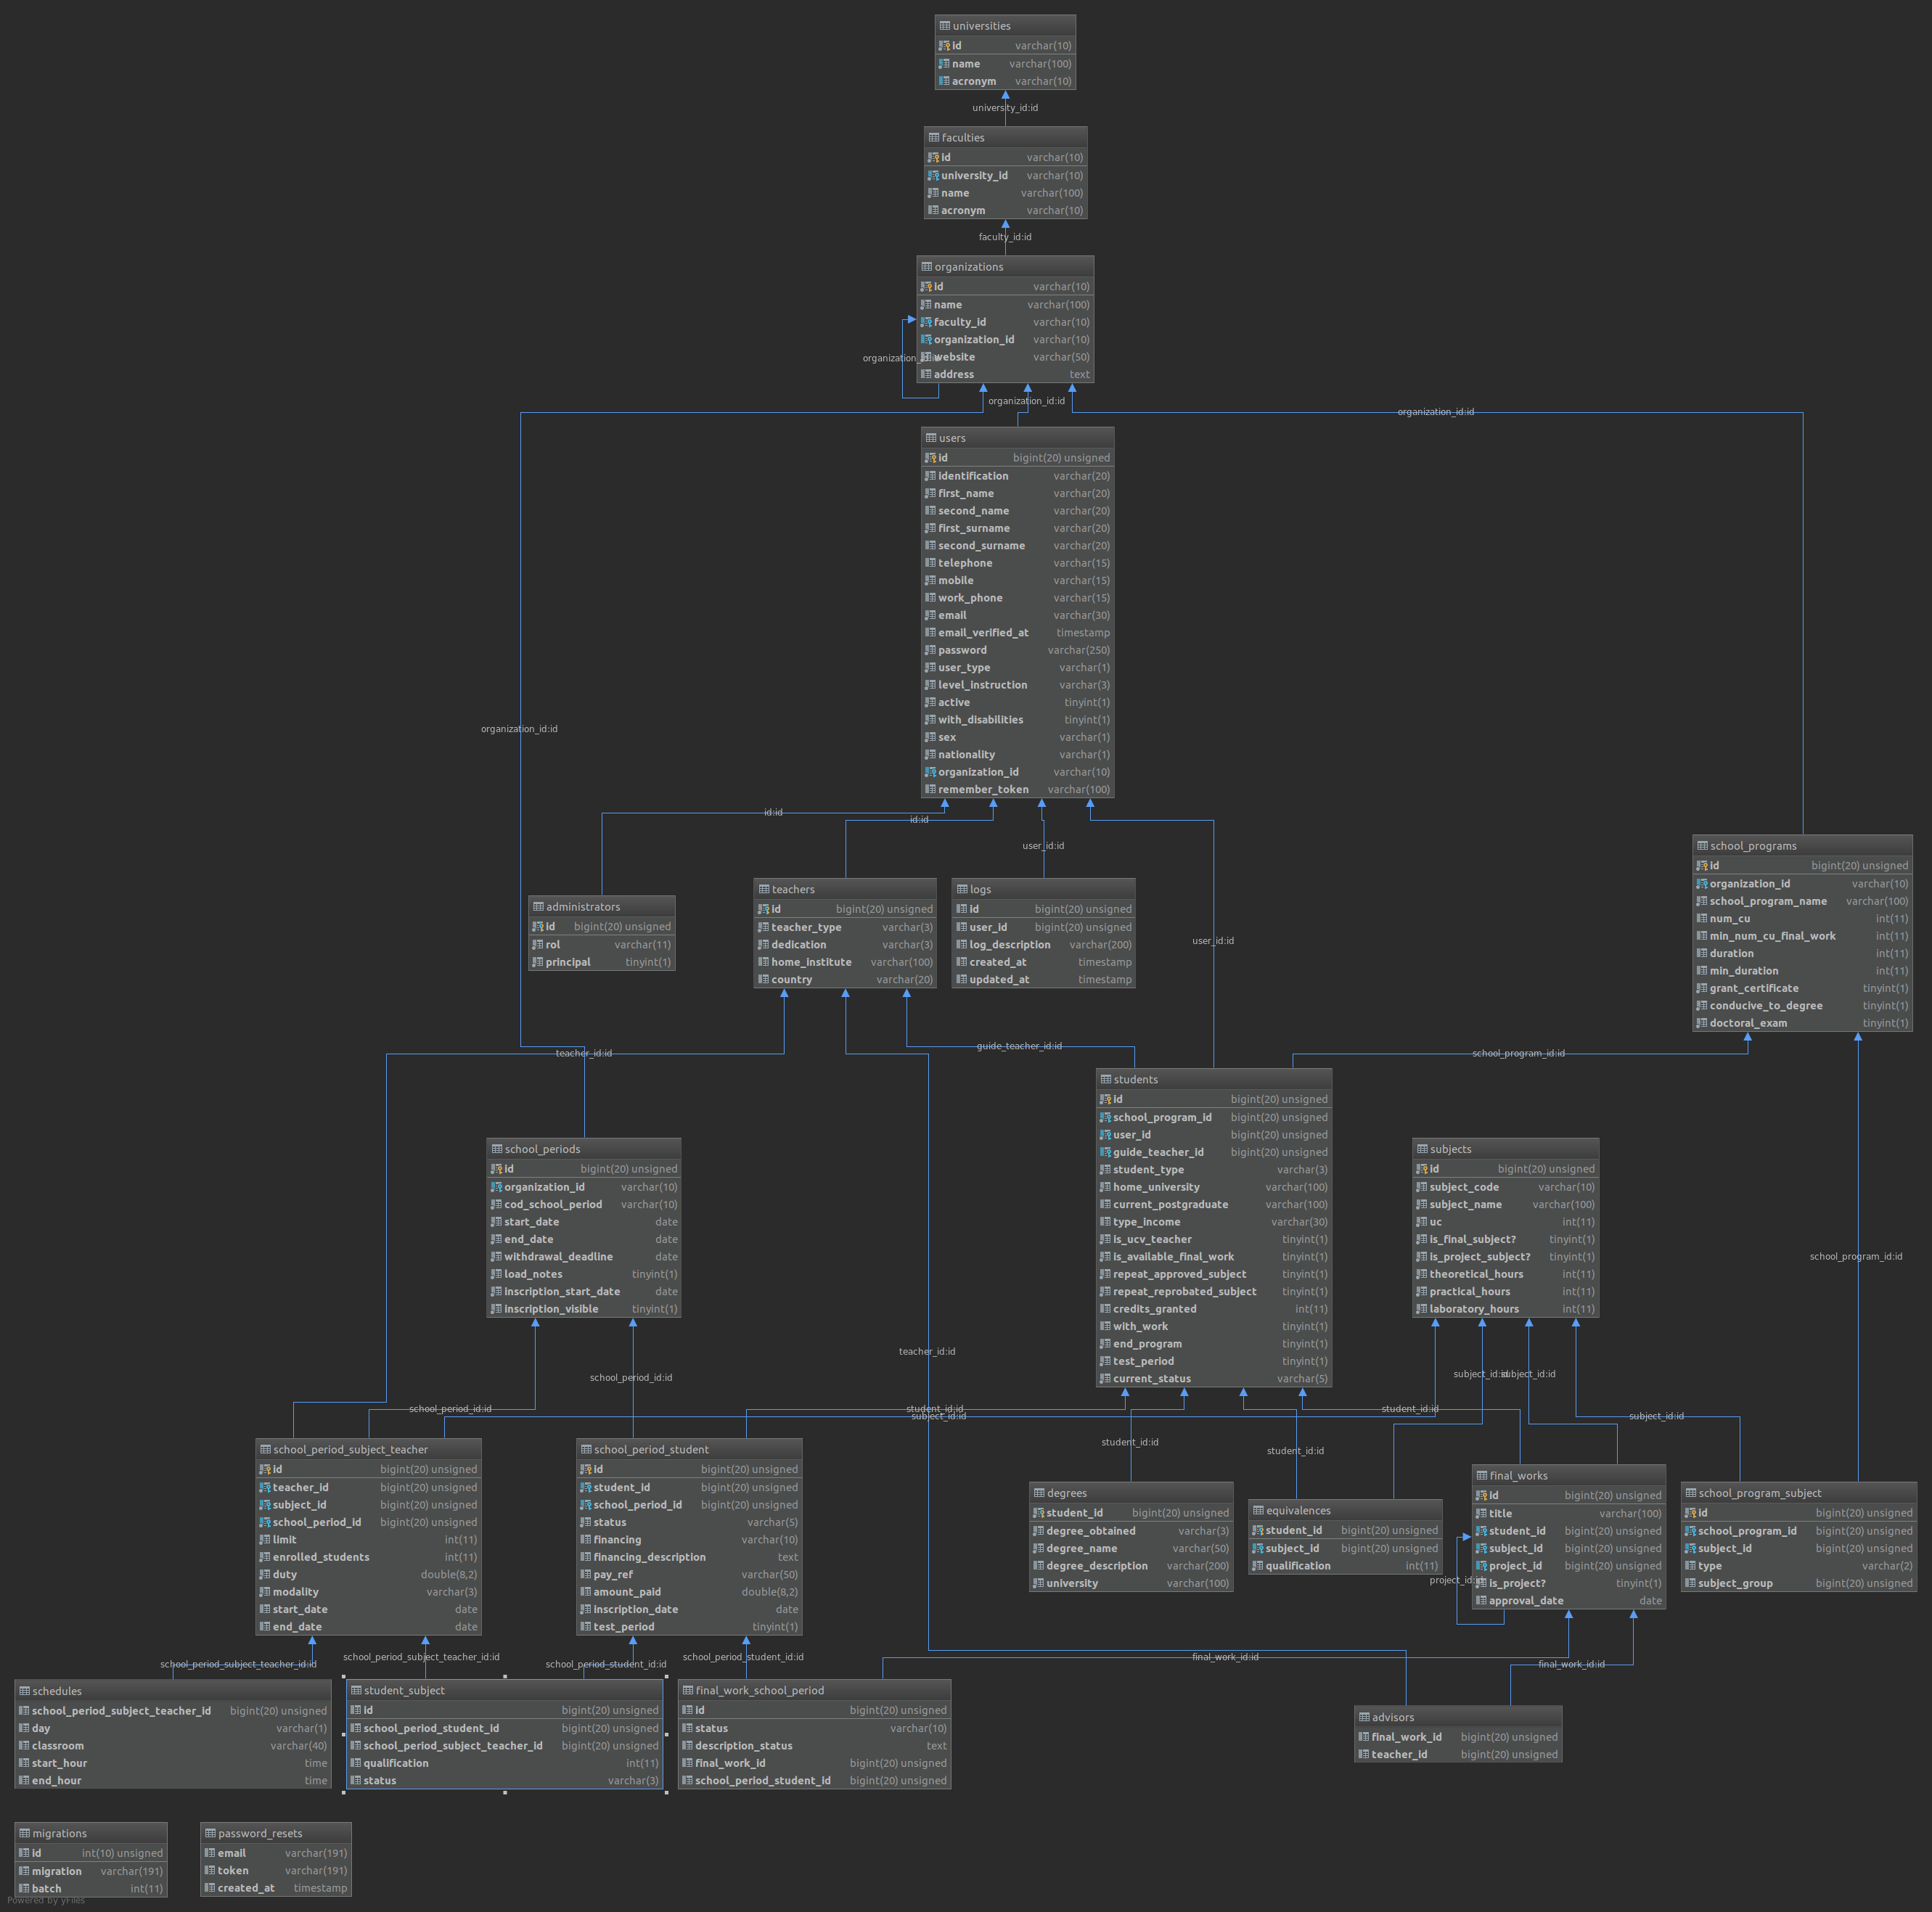 universities
id varchar(10)
name varchar(100)
acronym varchar(10)
university_id:id
faculties
id varchar(10)
university_id varchar(10)
name varchar(100)
acronym varchar(10)
faculty_id:id
organizations
id varchar(10)
name varchar(100)
faculty_id varchar(10)
organization_id varchar(10)
website varchar(50)
address text
organization_id:id
organization_id:id
organization_id:id
users
id bigint(20) unsigned
identification varchar(20)
first_name varchar(20)
second_name varchar(20)
first_surname varchar(20)
second_surname varchar(20)
telephone varchar(15)
mobile varchar(15)
work_phone varchar(15)
email varchar(30)
email_verified_at timestamp
password varchar(250)
user_type varchar(1)
level_instruction varchar(3)
active tinyint(1)
with_disabilities tinyint(1)
sex varchar(1)
nationality varchar(1)
organization_id varchar(10)
remember_token varchar(100)
organization_id:id
id:id
id:id
user_id:id
user_id:id
school_programs
id bigint(20) unsigned
organization_id varchar(10)
school_program_name varchar(100)
num_cu int(11)
min_num_cu_final_work int(11)
duration int(11)
min_duration int(11)
grant_certificate tinyint(1)
conducive_to_degree tinyint(1)
doctoral_exam tinyint(1)
administrators
id bigint(20) unsigned
rol varchar(11)
principal tinyint(1)
teachers
id bigint(20) unsigned
teacher_type varchar(3)
dedication varchar(3)
home_institute varchar(100)
country varchar(20)
logs
id bigint(20) unsigned
user_id bigint(20) unsigned
log_description varchar(200)
created_at timestamp
updated_at timestamp
teacher_id:id
guide_teacher_id:id
school_program_id:id
students
id bigint(20) unsigned
school_program_id bigint(20) unsigned
user_id bigint(20) unsigned
guide_teacher_id bigint(20) unsigned
student_type varchar(3)
home_university varchar(100)
current_postgraduate varchar(100)
type_income varchar(30)
is_ucv_teacher tinyint(1)
is_available_final_work tinyint(1)
repeat_approved_subject tinyint(1)
repeat_reprobated_subject tinyint(1)
credits_granted int(11)
with_work tinyint(1)
end_program tinyint(1)
test_period tinyint(1)
current_status varchar(5)
school_periods
id bigint(20) unsigned
organization_id varchar(10)
cod_school_period varchar(10)
start_date date
end_date date
withdrawal_deadline date
load_notes tinyint(1)
inscription_start_date date
inscription_visible tinyint(1)
subjects
id bigint(20) unsigned
subject_code varchar(10)
subject_name varchar(100)
uc int(11)
is_final_subject? tinyint(1)
is_project_subject? tinyint(1)
theoretical_hours int(11)
practical_hours int(11)
laboratory_hours int(11)
school_program_id:id
teacher_id:id
school_period_id:id
subject_id:id
subject_id:id
school_period_id:id
student_id:id
subject_id:id
student_id:id
subject_id:id
student_id:id
student_id:id
school_period_subject_teacher
id bigint(20) unsigned
teacher_id bigint(20) unsigned
subject_id bigint(20) unsigned
school_period_id bigint(20) unsigned
limit int(11)
enrolled_students int(11)
duty double(8,2)
modality varchar(3)
start_date date
end_date date
school_period_student
id bigint(20) unsigned
student_id bigint(20) unsigned
school_period_id bigint(20) unsigned
status varchar(5)
financing varchar(10)
financing_description text
pay_ref varchar(50)
amount_paid double(8,2)
inscription_date date
test_period tinyint(1)
degrees
student_id bigint(20) unsigned
degree_obtained varchar(3)
degree_name varchar(50)
degree_description varchar(200)
university varchar(100)
equivalences
student_id bigint(20) unsigned
subject_id bigint(20) unsigned
qualification int(11)
final_works
id bigint(20) unsigned
title varchar(100)
student_id bigint(20) unsigned
subject_id bigint(20) unsigned
project_id bigint(20) unsigned
is_project? tinyint(1)
approval_date date
project_id:id
school_program_subject
id bigint(20) unsigned
school_program_id bigint(20) unsigned
subject_id bigint(20) unsigned
type varchar(2)
subject_group bigint(20) unsigned
school_period_subject_teacher_id:id
school_period_subject_teacher_id:id
school_period_student_id:id
school_period_student_id:id
final_work_id:id
final_work_id:id
schedules
school_period_subject_teacher_id bigint(20) unsigned
day varchar(1)
classroom varchar(40)
start_hour time
end_hour time
student_subject
id bigint(20) unsigned
school_period_student_id bigint(20) unsigned
school_period_subject_teacher_id bigint(20) unsigned
qualification int(11)
status varchar(3)
final_work_school_period
id bigint(20) unsigned
status varchar(10)
description_status text
final_work_id bigint(20) unsigned
school_period_student_id bigint(20) unsigned
advisors
final_work_id bigint(20) unsigned
teacher_id bigint(20) unsigned
migrations
id int(10) unsigned
migration varchar(191)
batch int(11)
password_resets
email varchar(191)
token varchar(191)
created_at timestamp
Powered by yFiles